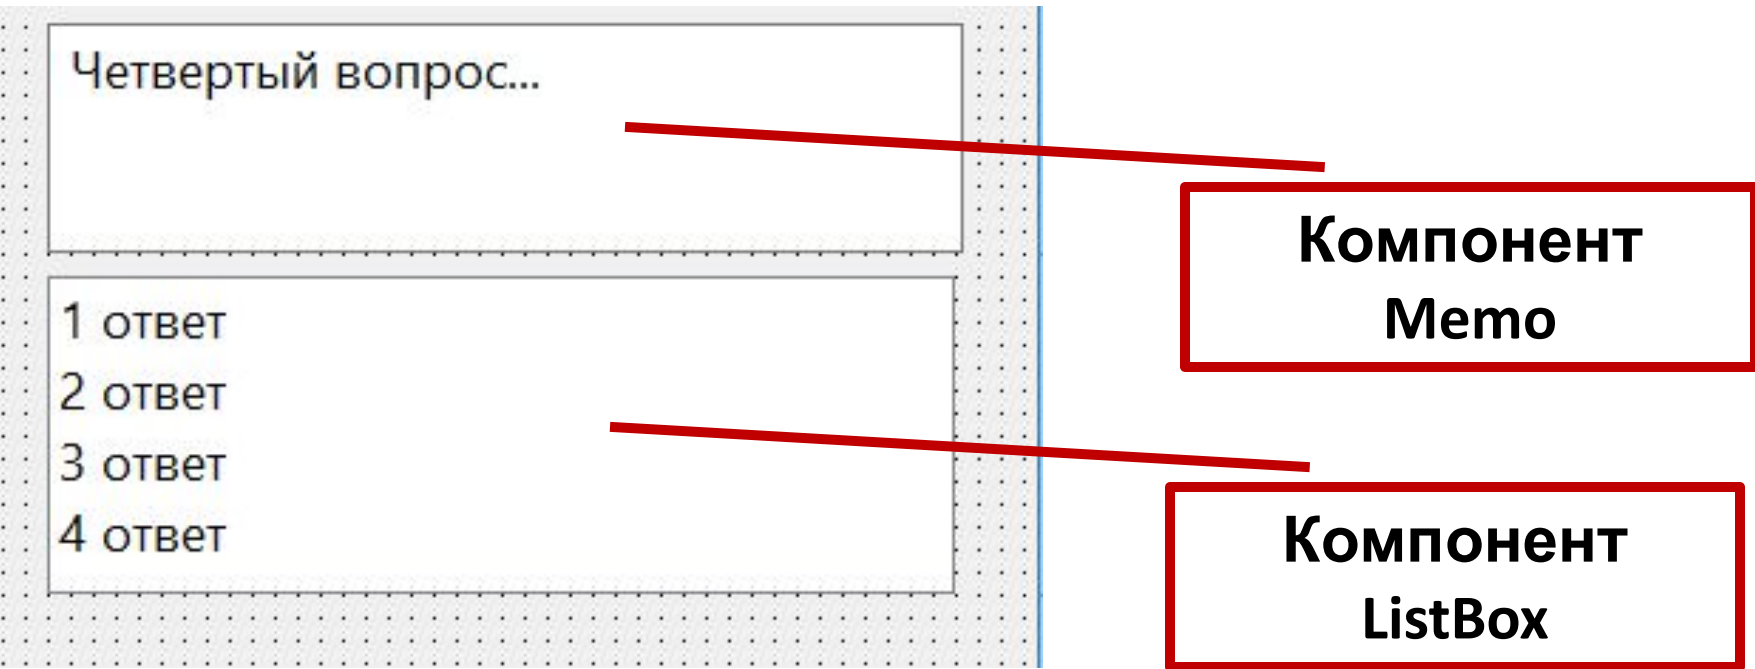 Четвертый вопрос...
Компонент
Memo
1 ответ
2 ответ
3 ответ
4 ответ
Компонент
ListBox